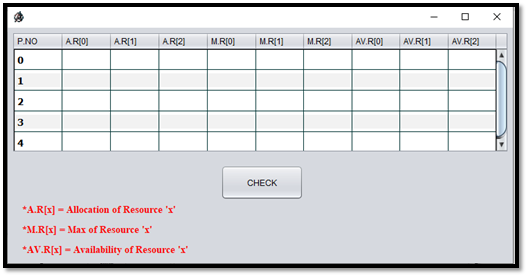 P.NO A.R[0] A.R[1] A.R[2] M.R[0] M.R[1] M.R[2] AV.R[0] AV.R[1] AV.R[2]
0
1
2
3
4
CHECK
*A.R[x] = Allocation of Resource 'x'
*M.R[x] = Max of Resource 'x'
*AV.R[x] = Availability of Resource 'x'